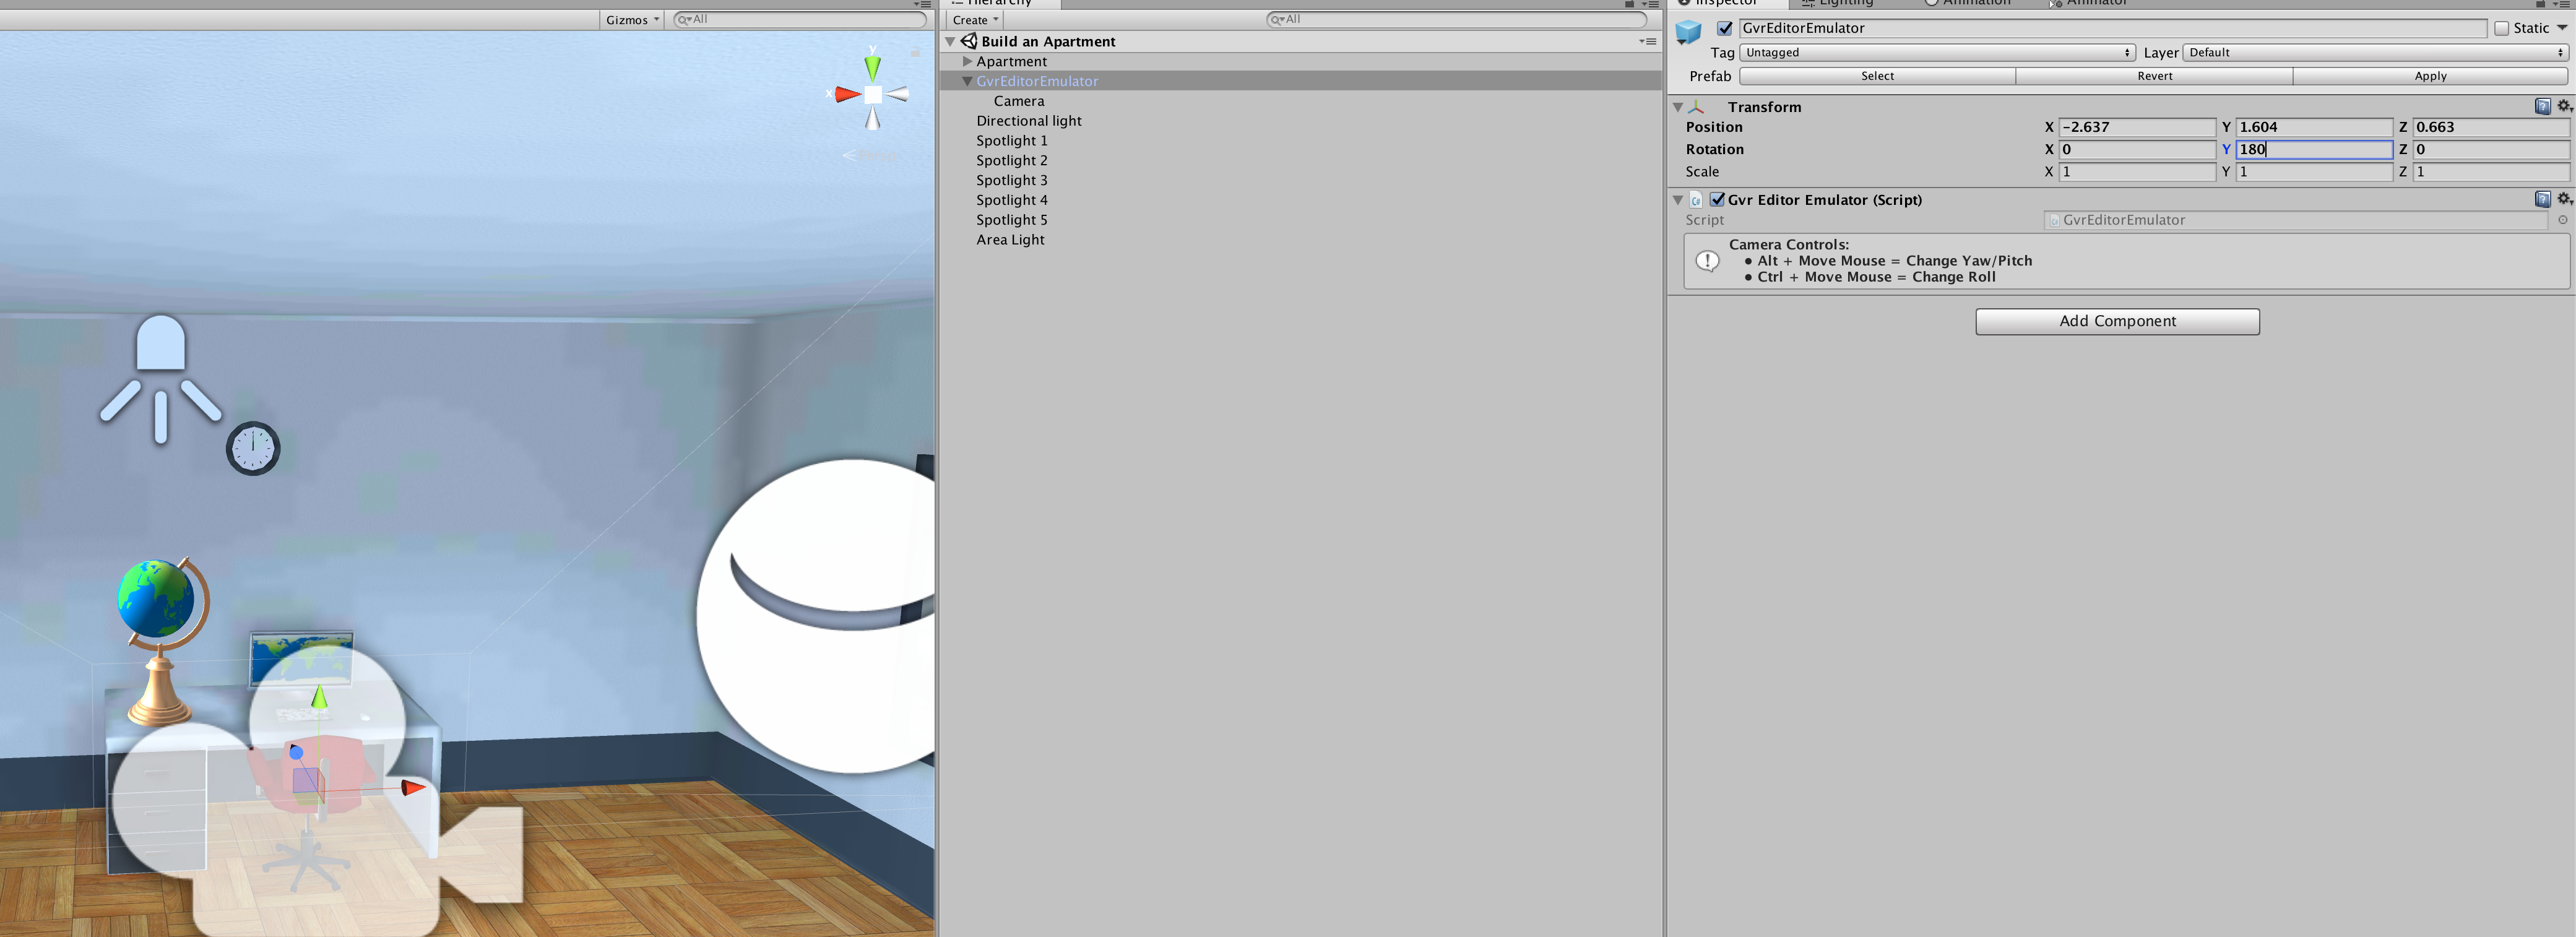 Gizmos
All
y
x
Hierarchy
Create
All
Build an Apartment
Apartment
GvrEditorEmulator
Camera
Directional light
Spotlight 1
Spotlight 2
Spotlight 3
Spotlight 4
Spotlight 5
Area Light
Inspector Lighting Animation Animator
GvrEditorEmulator Static
Tag Untagged Layer Default
Prefab Select Revert Apply
Transform
Position X -2.637 Y 1.604 Z 0.663
Rotation X 0 Y 180 Z 0
Scale X 1 Y 1 Z 1
Gvr Editor Emulator (Script)
Script GvrEditorEmulator
Camera Controls:
• Alt + Move Mouse = Change Yaw/Pitch
• Ctrl + Move Mouse = Change Roll
Add Component